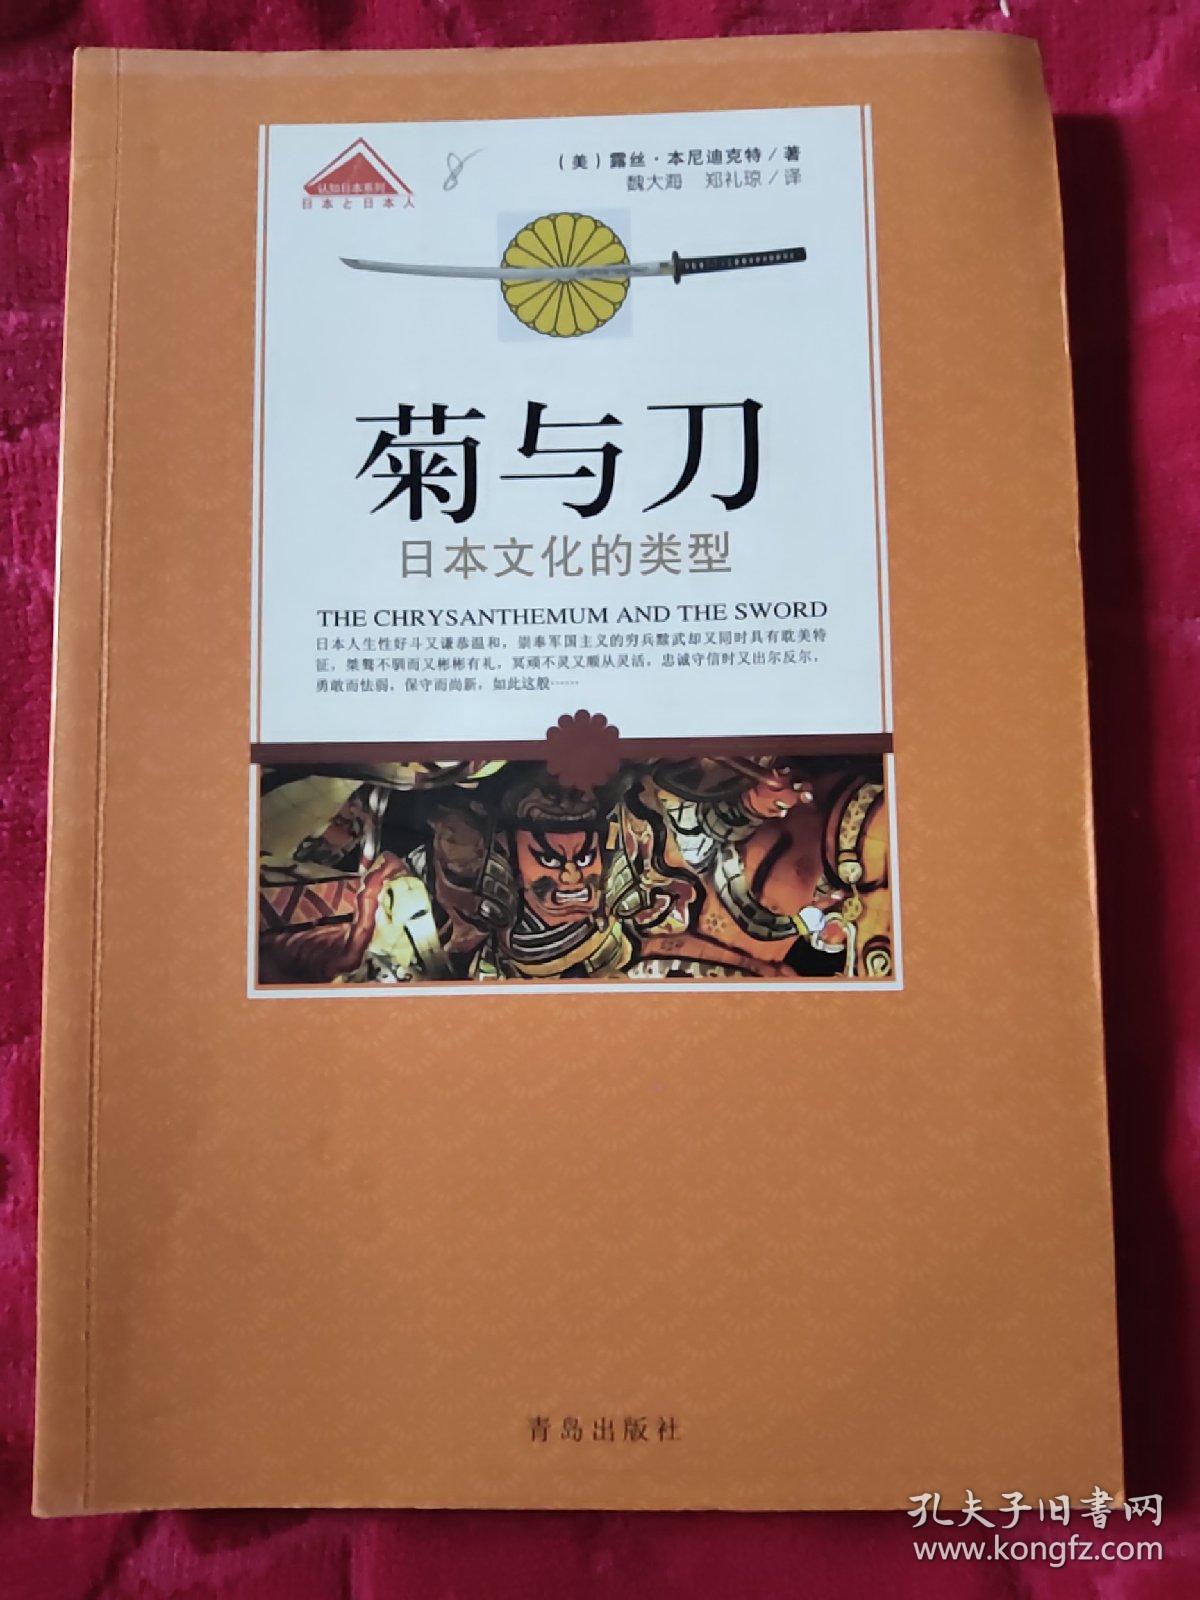 认知日本系列
日本と日本人
8
(美)露丝·本尼迪克特/著
魏大海 郑礼琼/译
菊与刀
日本文化的类型
THE CHRYSANTHEMUM AND THE SWORD
日本人生性好斗又谦恭温和，崇奉军国主义的穷兵黩武却又同时具有耽美特
征，桀骜不驯而又彬彬有礼，冥顽不灵又顺从灵活，忠诚守信时又出尔反尔，
勇敢而怯弱，保守而尚新，如此这般……
青岛出版社
孔夫子旧书网
www.kongfz.com